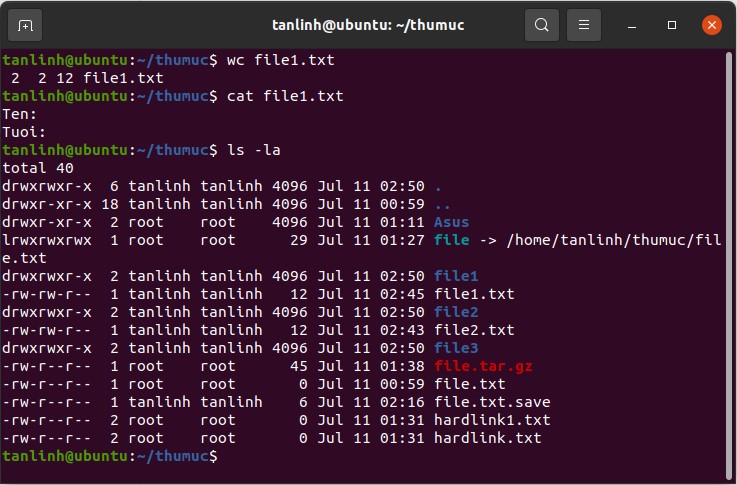 tanlinh@ubuntu: ~/thumuc
tanlinh@ubuntu:~/thumuc$ wc file1.txt
 2  2 12 file1.txt
tanlinh@ubuntu:~/thumuc$ cat file1.txt
Ten:
Tuoi:
tanlinh@ubuntu:~/thumuc$ ls -la
total 40
drwxrwxr-x  6 tanlinh tanlinh 4096 Jul 11 02:50 .
drwxr-xr-x 18 tanlinh tanlinh 4096 Jul 11 00:59 ..
drwxr-xr-x  2 root    root    4096 Jul 11 01:11 Asus
lrwxrwxrwx  1 root    root      29 Jul 11 01:27 file -> /home/tanlinh/thumuc/fil
e.txt
drwxrwxr-x  2 tanlinh tanlinh 4096 Jul 11 02:50 file1
-rw-rw-r--  1 tanlinh tanlinh   12 Jul 11 02:45 file1.txt
drwxrwxr-x  2 tanlinh tanlinh 4096 Jul 11 02:50 file2
-rw-rw-r--  1 tanlinh tanlinh   12 Jul 11 02:43 file2.txt
drwxrwxr-x  2 tanlinh tanlinh 4096 Jul 11 02:50 file3
-rw-r--r--  1 root    root      45 Jul 11 01:38 file.tar.gz
-rw-r--r--  1 root    root       0 Jul 11 00:59 file.txt
-rw-r--r--  1 tanlinh tanlinh    6 Jul 11 02:16 file.txt.save
-rw-r--r--  2 root    root       0 Jul 11 01:31 hardlink1.txt
-rw-r--r--  2 root    root       0 Jul 11 01:31 hardlink.txt
tanlinh@ubuntu:~/thumuc$